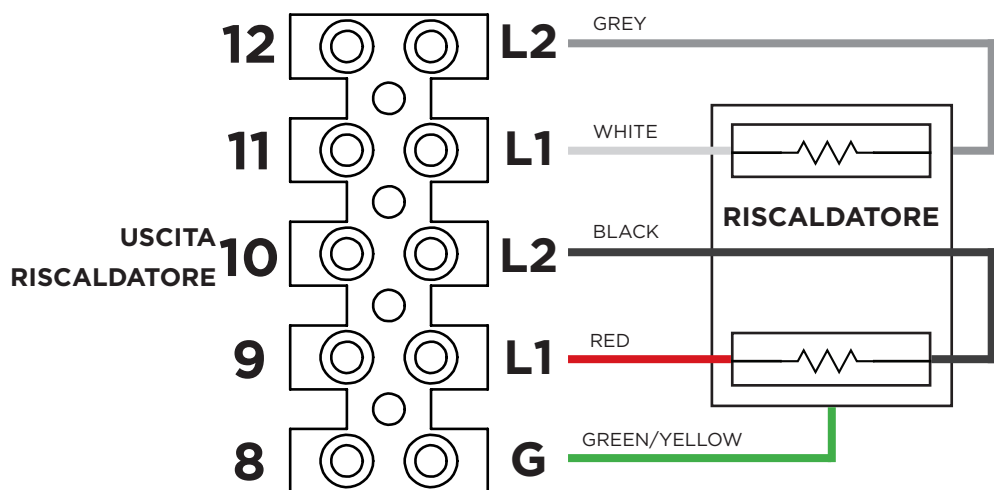 12 L2 GREY
11 L1 WHITE
RISCALDATORE
USCITA
RISCALDATORE
10 L2 BLACK
9 L1 RED
8 G GREEN/YELLOW